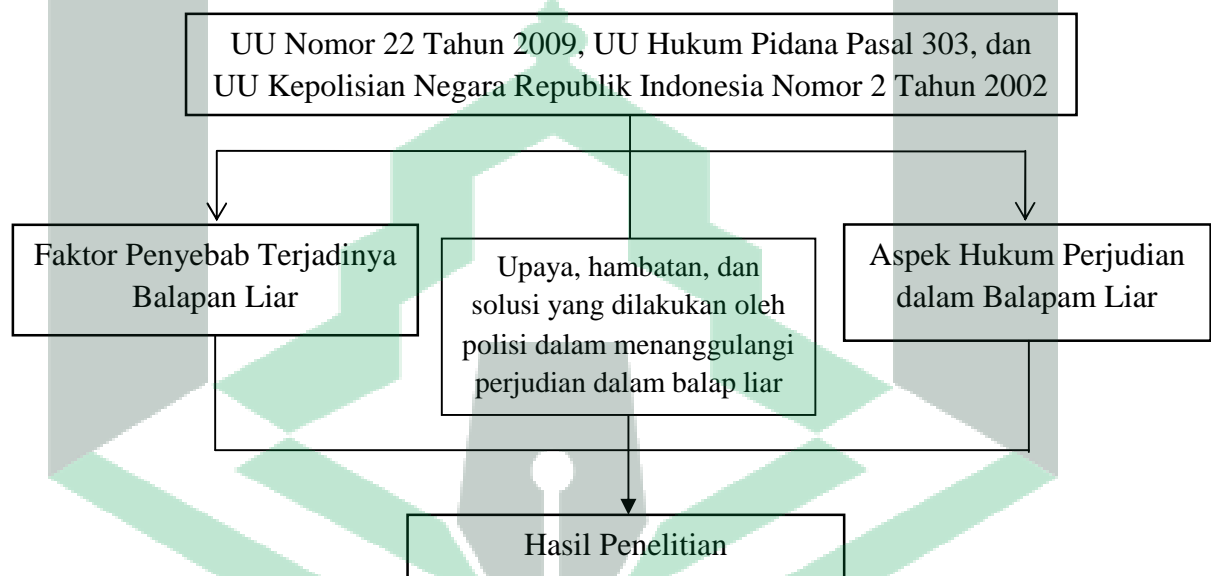 UU Nomor 22 Tahun 2009, UU Hukum Pidana Pasal 303, dan
UU Kepolisian Negara Republik Indonesia Nomor 2 Tahun 2002
Faktor Penyebab Terjadinya
Balapan Liar
Upaya, hambatan, dan
solusi yang dilakukan oleh
polisi dalam menanggulangi
perjudian dalam balap liar
Aspek Hukum Perjudian
dalam Balapam Liar
Hasil Penelitian